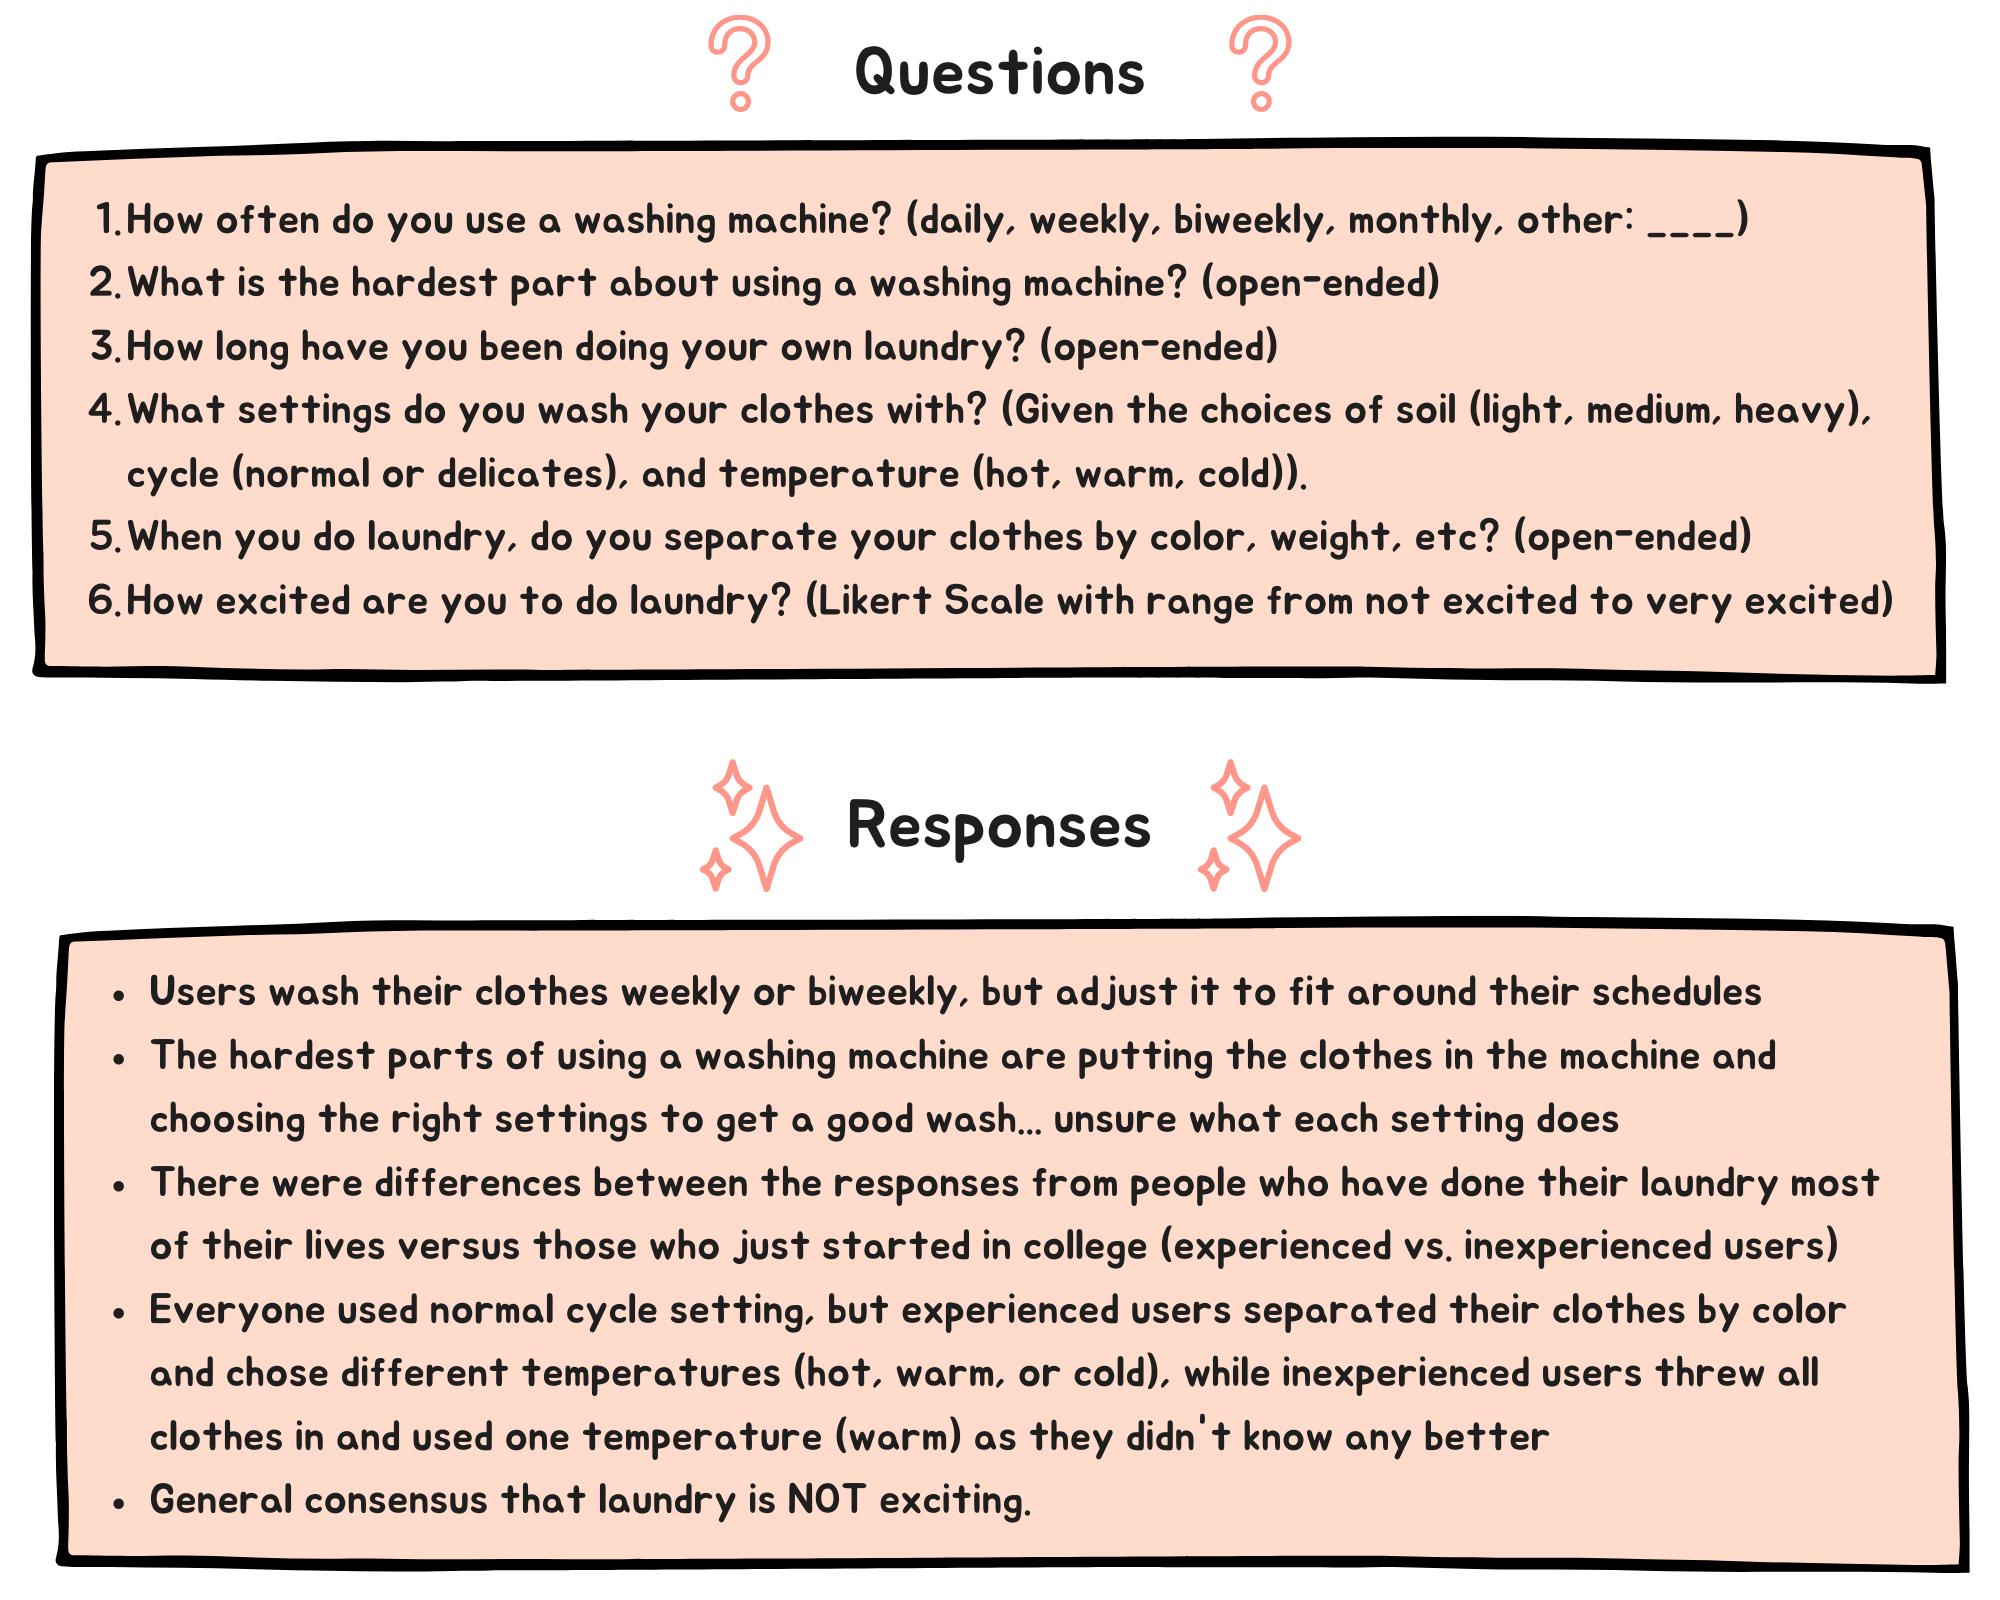 Questions
1. How often do you use a washing machine? (daily, weekly, biweekly, monthly, other: ____)
2. What is the hardest part about using a washing machine? (open-ended)
3. How long have you been doing your own laundry? (open-ended)
4. What settings do you wash your clothes with? (Given the choices of soil (light, medium, heavy),
cycle (normal or delicates), and temperature (hot, warm, cold)).
5. When you do laundry, do you separate your clothes by color, weight, etc? (open-ended)
6. How excited are you to do laundry? (Likert Scale with range from not excited to very excited)
Responses
• Users wash their clothes weekly or biweekly, but adjust it to fit around their schedules
• The hardest parts of using a washing machine are putting the clothes in the machine and
choosing the right settings to get a good wash... unsure what each setting does
• There were differences between the responses from people who have done their laundry most
of their lives versus those who just started in college (experienced vs. inexperienced users)
• Everyone used normal cycle setting, but experienced users separated their clothes by color
and chose different temperatures (hot, warm, or cold), while inexperienced users threw all
clothes in and used one temperature (warm) as they didn't know any better
• General consensus that laundry is NOT exciting.